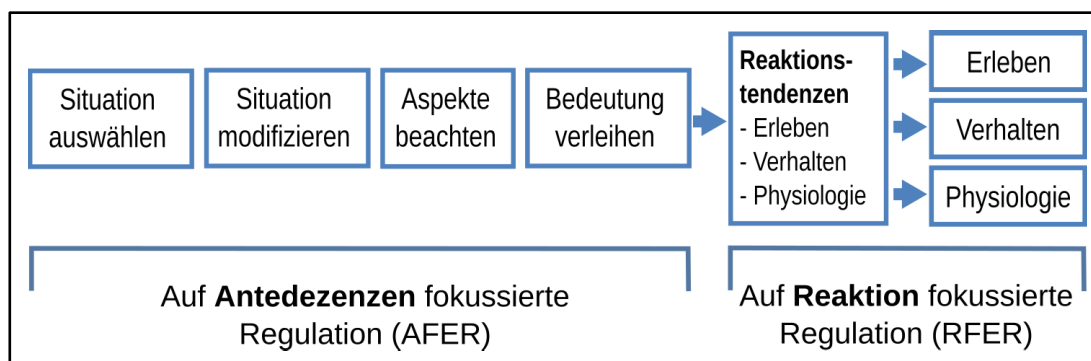 Situation
auswählen
Situation
modifizieren
Aspekte
beachten
Bedeutung
verleihen
Reaktions-
tendenzen
- Erleben
- Verhalten
- Physiologie
Erleben
Verhalten
Physiologie
Auf Antedezenzen fokussierte
Regulation (AFER)
Auf Reaktion fokussierte
Regulation (RFER)